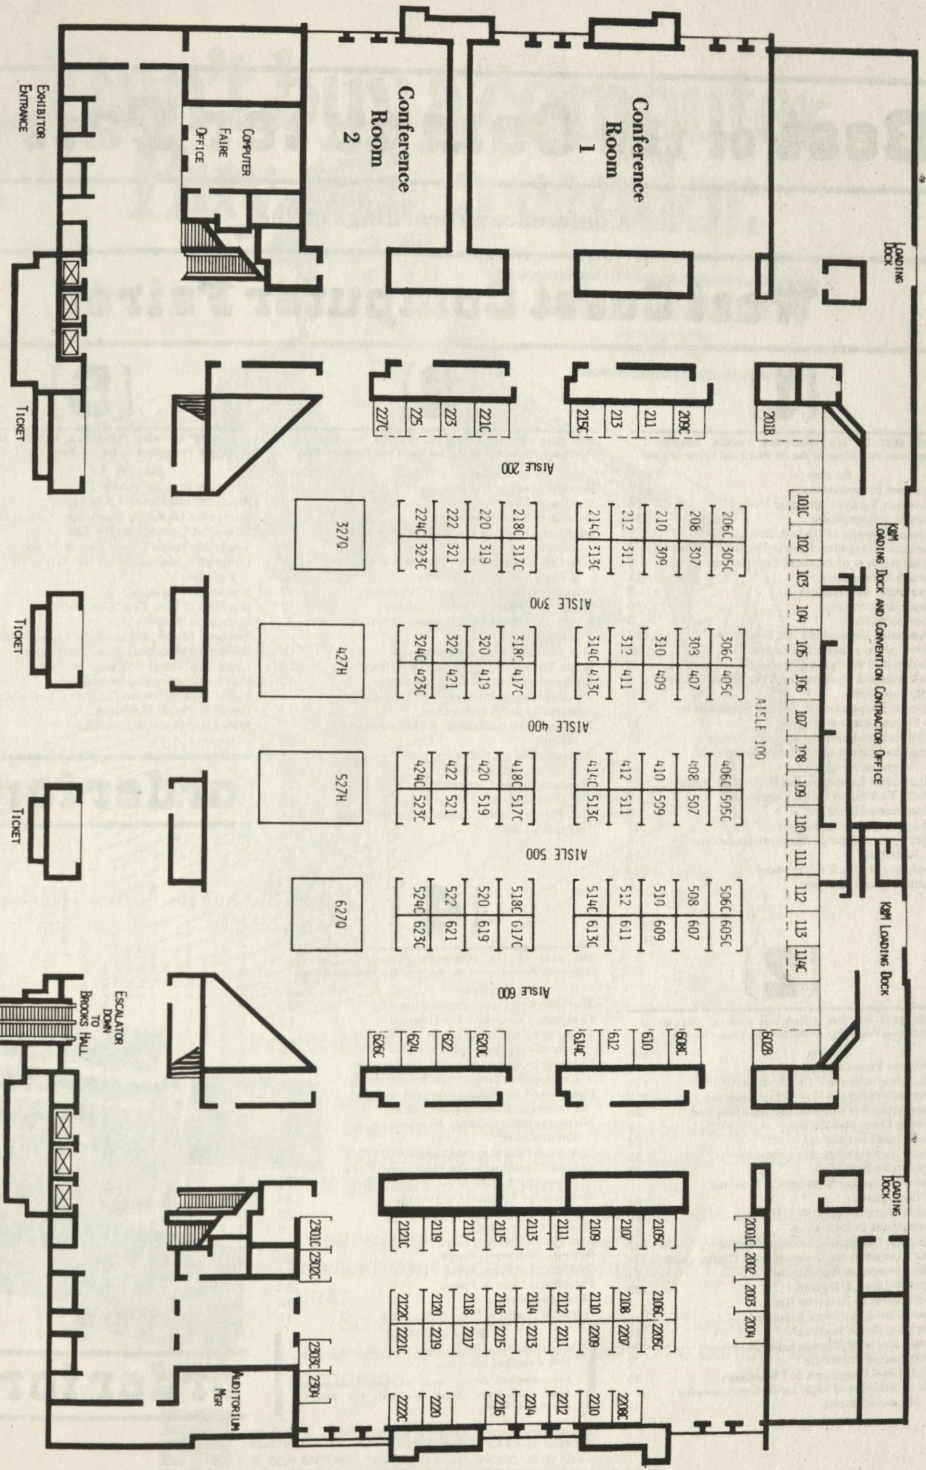 EXHIBITOR
ENTRANCE
COMPUTER
FAIRE
OFFICE
Conference
Room
2
Conference
Room
1
LOADING
DOCK
TICKET
227C
225
223
221C
215C
213
211
209C
201B
AISLE 200
327Q
224C 323C
222 321
220 319
218C 317C
214C 313C
212 311
210 309
208 307
206C 305C
AISLE 300
TICKET
427H
324C 423C
322 421
320 419
318C 417C
314C 413C
312 411
310 409
308 407
306C 405C
AISLE 400
527H
424C 523C
422 521
420 519
418C 517C
414C 513C
412 511
410 509
408 507
406C 505C
AISLE 500
TICKET
627Q
524C 623C
522 621
520 619
518C 617C
514C 613C
512 611
510 609
508 607
506C 605C
AISLE 600
AISLE 100
101C
102
103
104
105
106
107
108
109
110
111
112
113
114C
K&M
LOADING DOCK AND CONVENTION CONTRACTOR OFFICE
K&M LOADING DOCK
626C
624
622
620C
614C
612
610
608C
602B
ESCALATOR
DOWN
TO
BROOKS HALL
LOADING
DOCK
2301C
2302C
2303C
2304
2121C
2119
2117
2115
2113
2111
2109
2107
2105C
2122C 2221C
2120 2219
2118 2217
2116 2215
2114 2213
2112 2211
2110 2209
2108 2207
2106C 2205C
2222C
2220
2216
2214
2212
2210
2208C
2001C
2002
2003
2004
AUDITORIUM
MGR